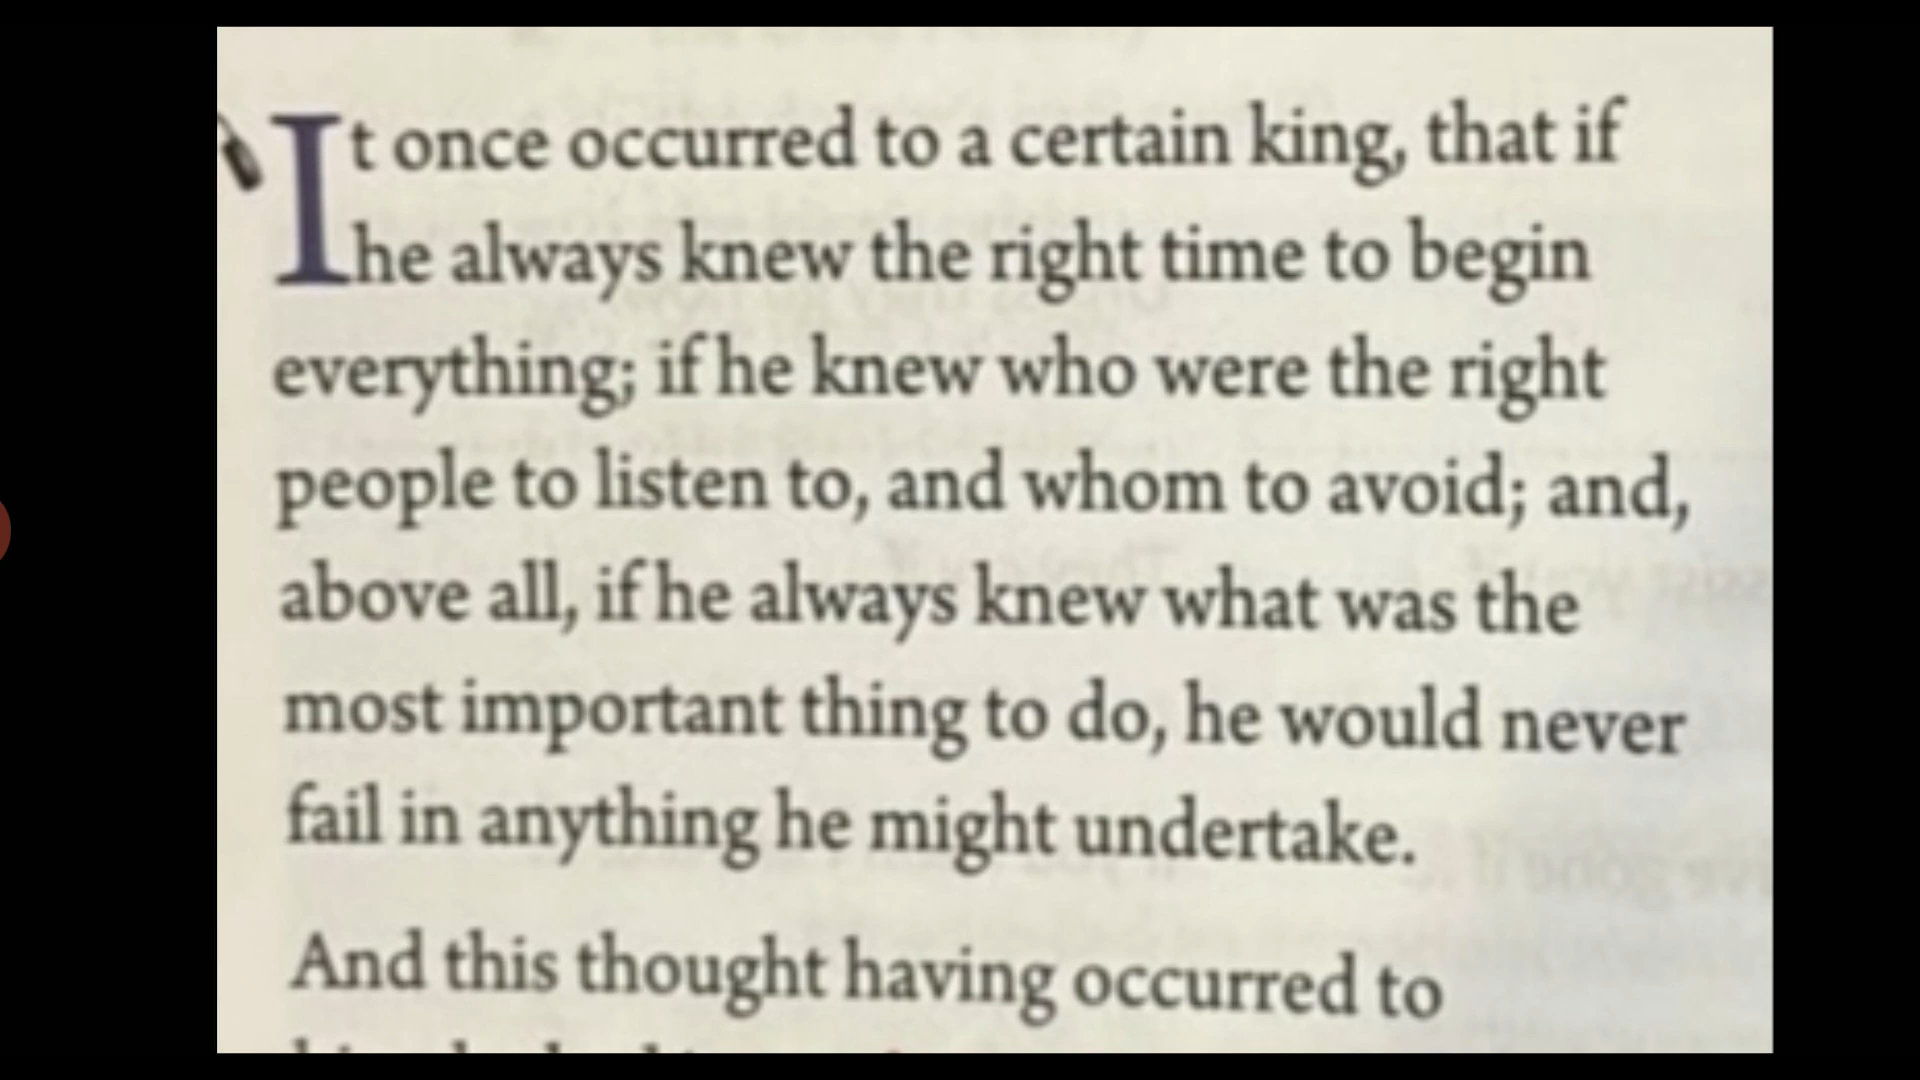 It once occurred to a certain king, that if
he always knew the right time to begin
everything; if he knew who were the right
people to listen to, and whom to avoid; and,
above all, if he always knew what was the
most important thing to do, he would never
fail in anything he might undertake.
And this thought having occurred to